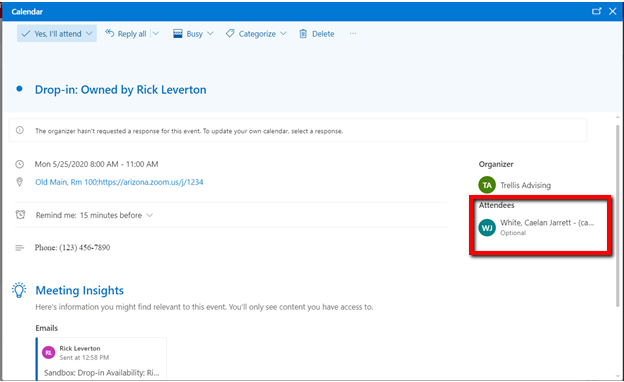 Calendar
Yes, I'll attend Reply all Busy Categorize Delete ...
Drop-in: Owned by Rick Leverton
The organizer hasn't requested a response for this event. To update your own calendar, select a response.
Mon 5/25/2020 8:00 AM - 11:00 AM
Old Main, Rm 100;https://arizona.zoom.us/j/1234
Remind me: 15 minutes before
Phone: (123) 456-7890
Organizer
TA Trellis Advising
Attendees
WJ White, Caelan Jarrett - (ca...
Optional
Meeting Insights
Here's information you might find relevant to this event. You'll only see content you have access to.
Emails
RL Rick Leverton
Sent at 12:58 PM
Sandbox: Drop-in Availability: Ri...